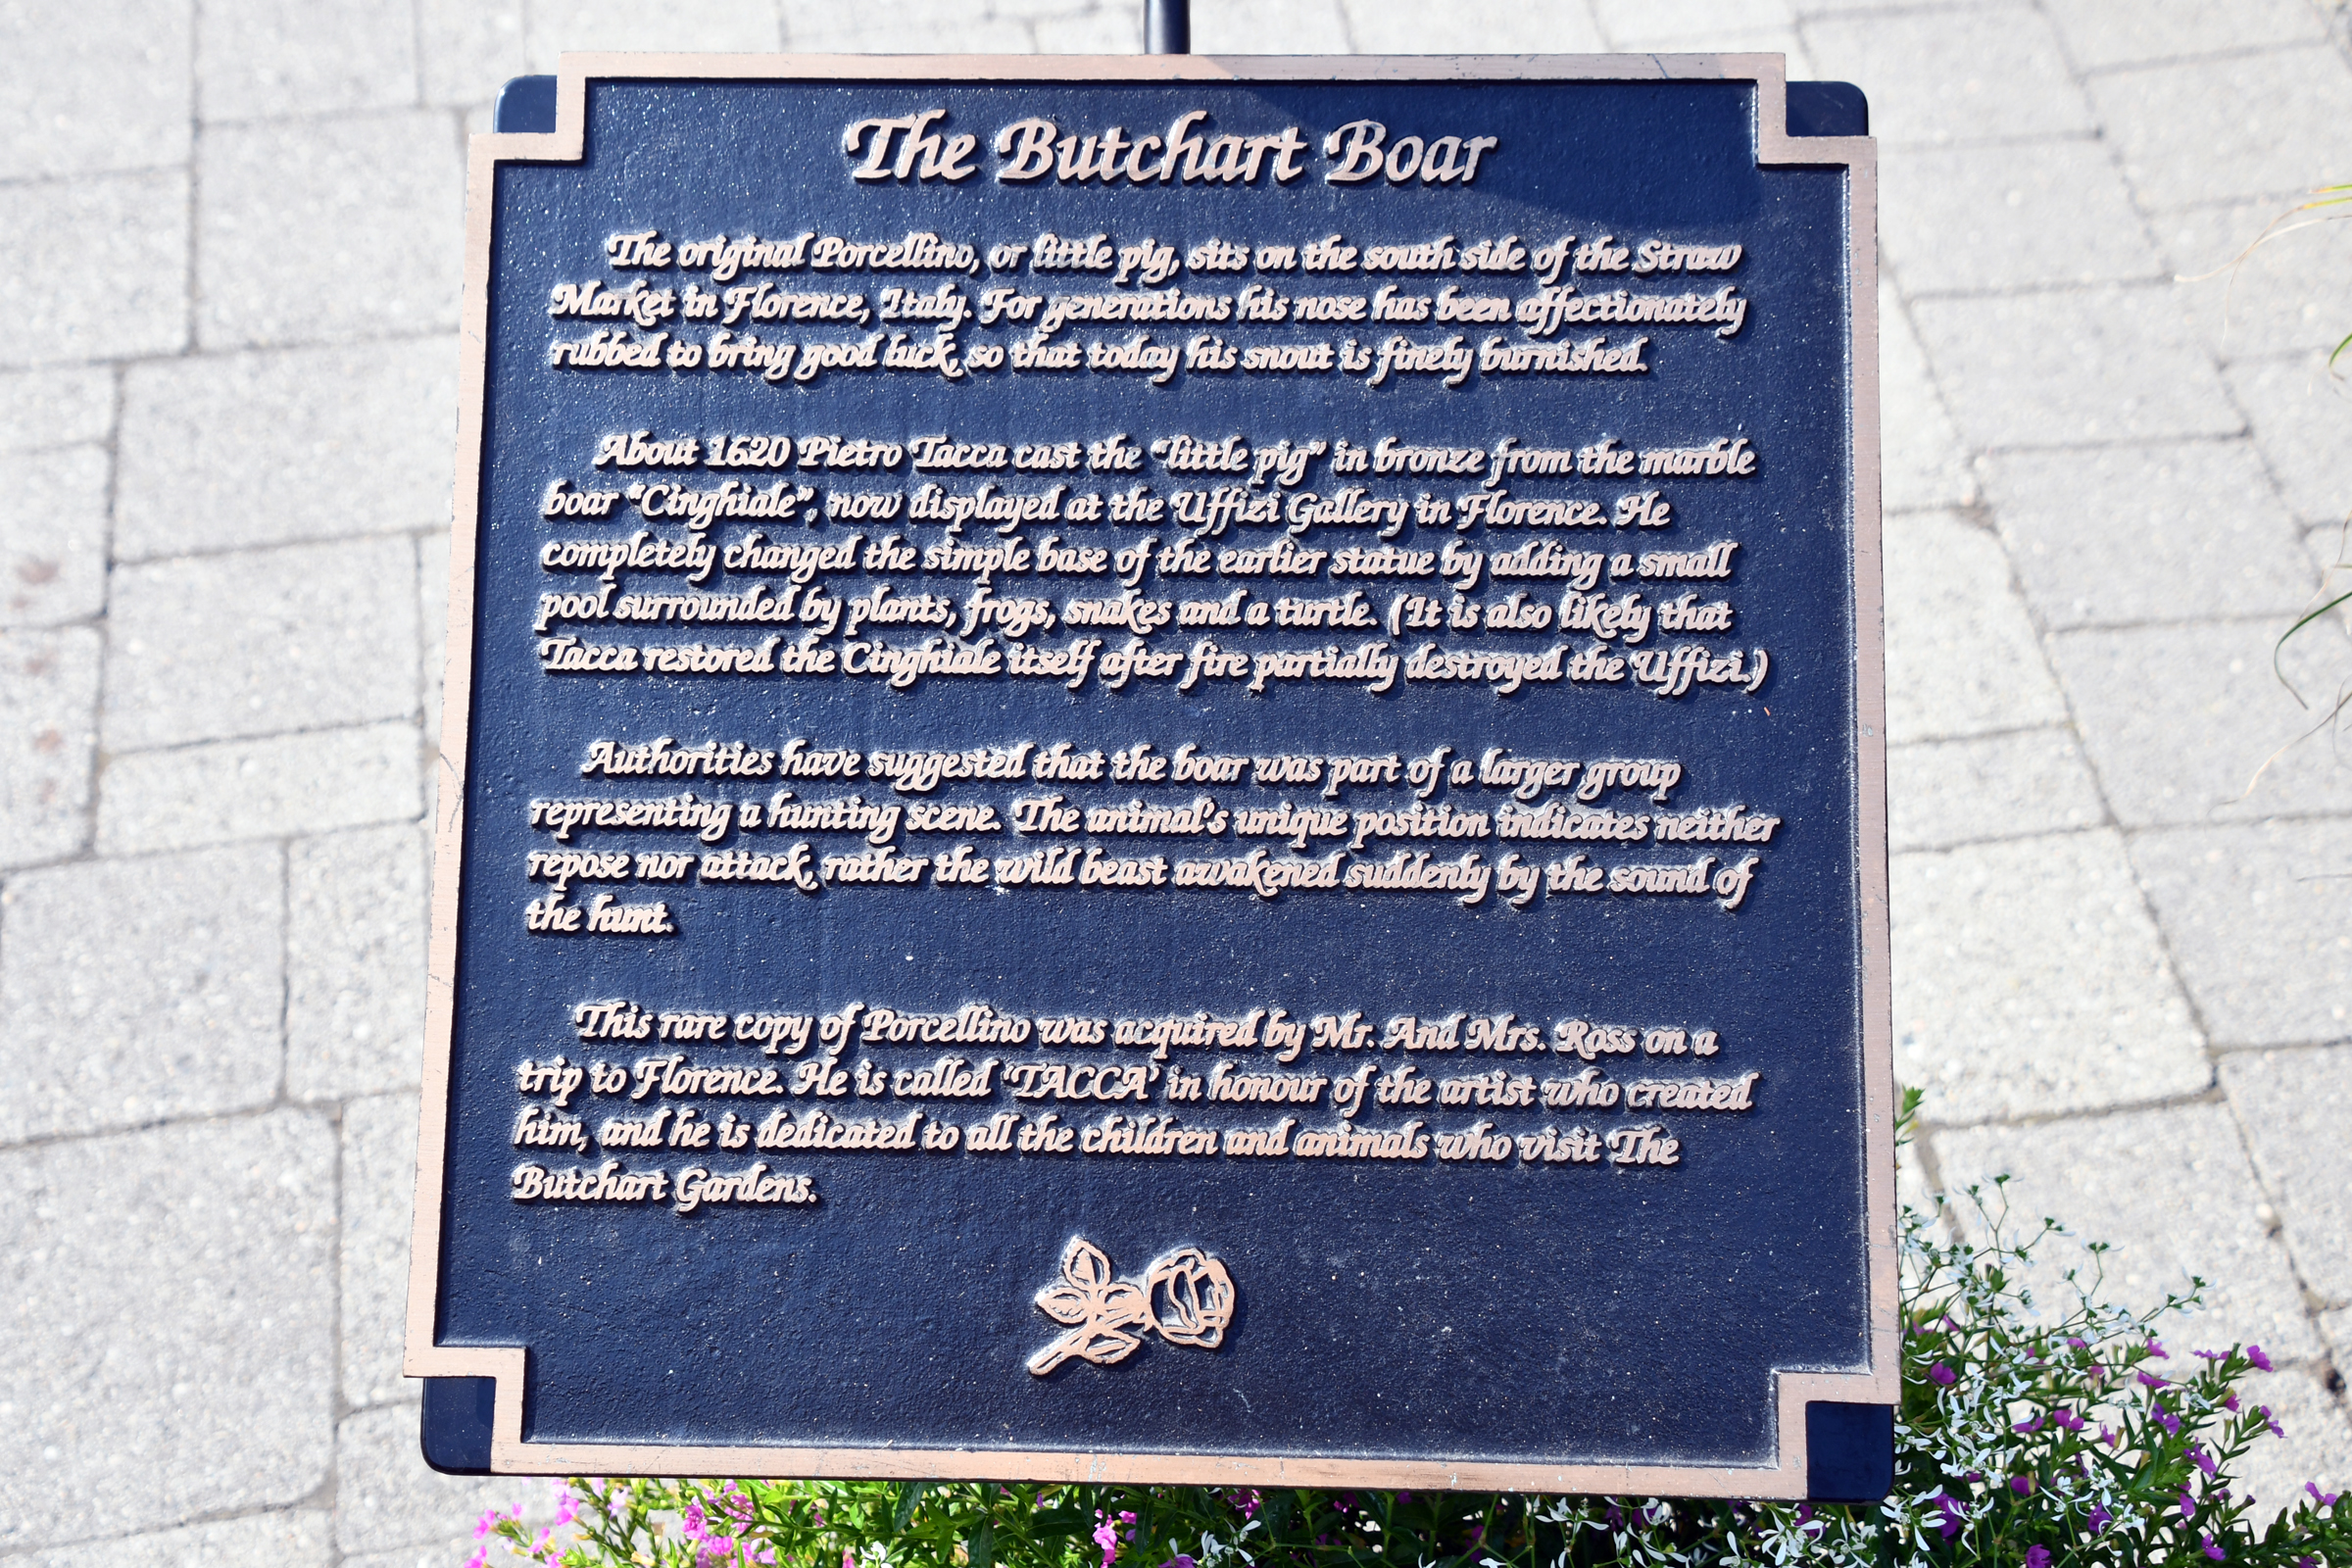 The Butchart Boar
The original Porcellino, or little pig, sits on the south side of the Straw
Market in Florence, Italy. For generations his nose has been affectionately
rubbed to bring good luck, so that today his snout is finely burnished.
About 1620 Pietro Tacca cast the "little pig" in bronze from the marble
boar "Cinghiale", now displayed at the Uffizi Gallery in Florence. He
completely changed the simple base of the earlier statue by adding a small
pool surrounded by plants, frogs, snakes and a turtle. (It is also likely that
Tacca restored the Cinghiale itself after fire partially destroyed the Uffizi.)
Authorities have suggested that the boar was part of a larger group
representing a hunting scene. The animal's unique position indicates neither
repose nor attack, rather the wild beast awakened suddenly by the sound of
the hunt.
This rare copy of Porcellino was acquired by Mr. And Mrs. Ross on a
trip to Florence. He is called 'TACCA' in honour of the artist who created
him, and he is dedicated to all the children and animals who visit The
Butchart Gardens.